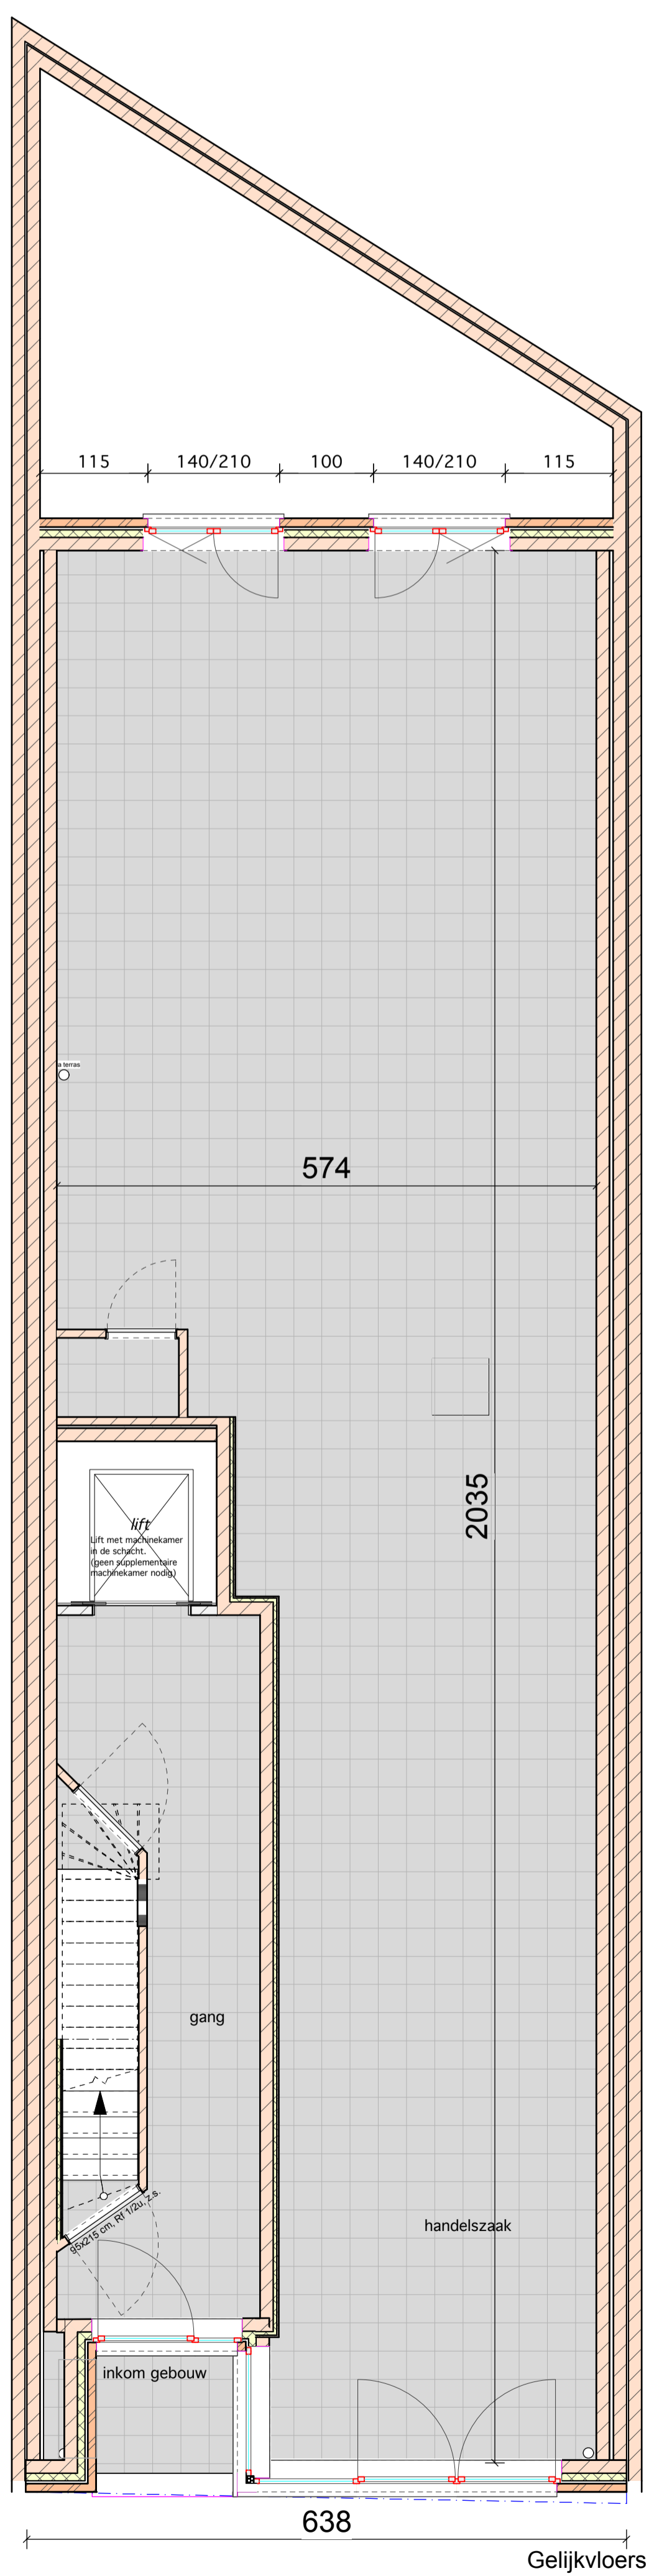 115 140/210 100 140/210 115
a terras
574
2035
lift
Lift met machinekamer
in de schacht.
(geen supplementaire
machinekamer nodig)
gang
95x215 cm, Rf 1/2u, z.s.
handelszaak
inkom gebouw
638
Gelijkvloers